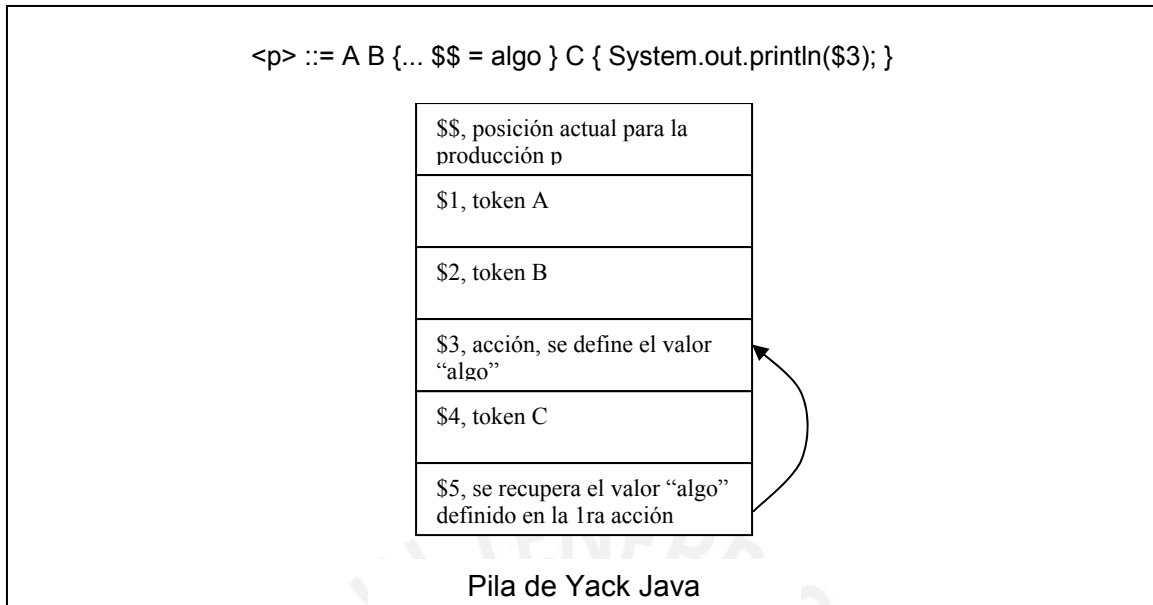 <p> ::= A B {... $$ = algo } C { System.out.println($3); }
$$, posición actual para la
producción p
$1, token A
$2, token B
$3, acción, se define el valor
“algo”
$4, token C
$5, se recupera el valor “algo”
definido en la 1ra acción
Pila de Yack Java